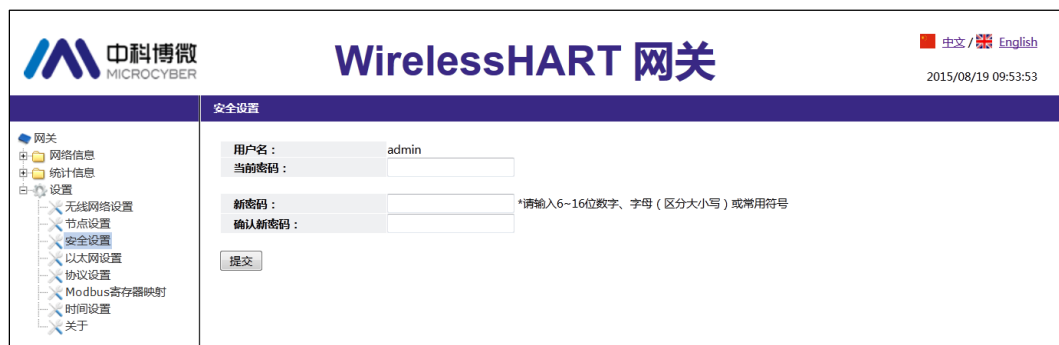 中科博微
MICROCYBER
WirelessHART 网关
中文 / English
2015/08/19 09:53:53
安全设置
网关
网络信息
统计信息
设置
无线网络设置
节点设置
安全设置
以太网设置
协议设置
Modbus寄存器映射
时间设置
关于
用户名：
admin
当前密码：
新密码：
*请输入6~16位数字、字母（区分大小写）或常用符号
确认新密码：
提交